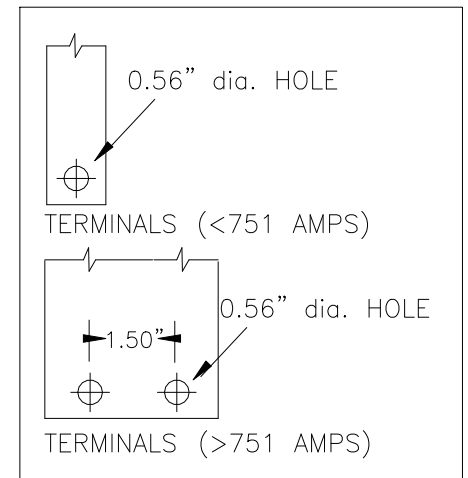 0.56" dia. HOLE
TERMINALS (<751 AMPS)
0.56" dia. HOLE
1.50"
TERMINALS (>751 AMPS)